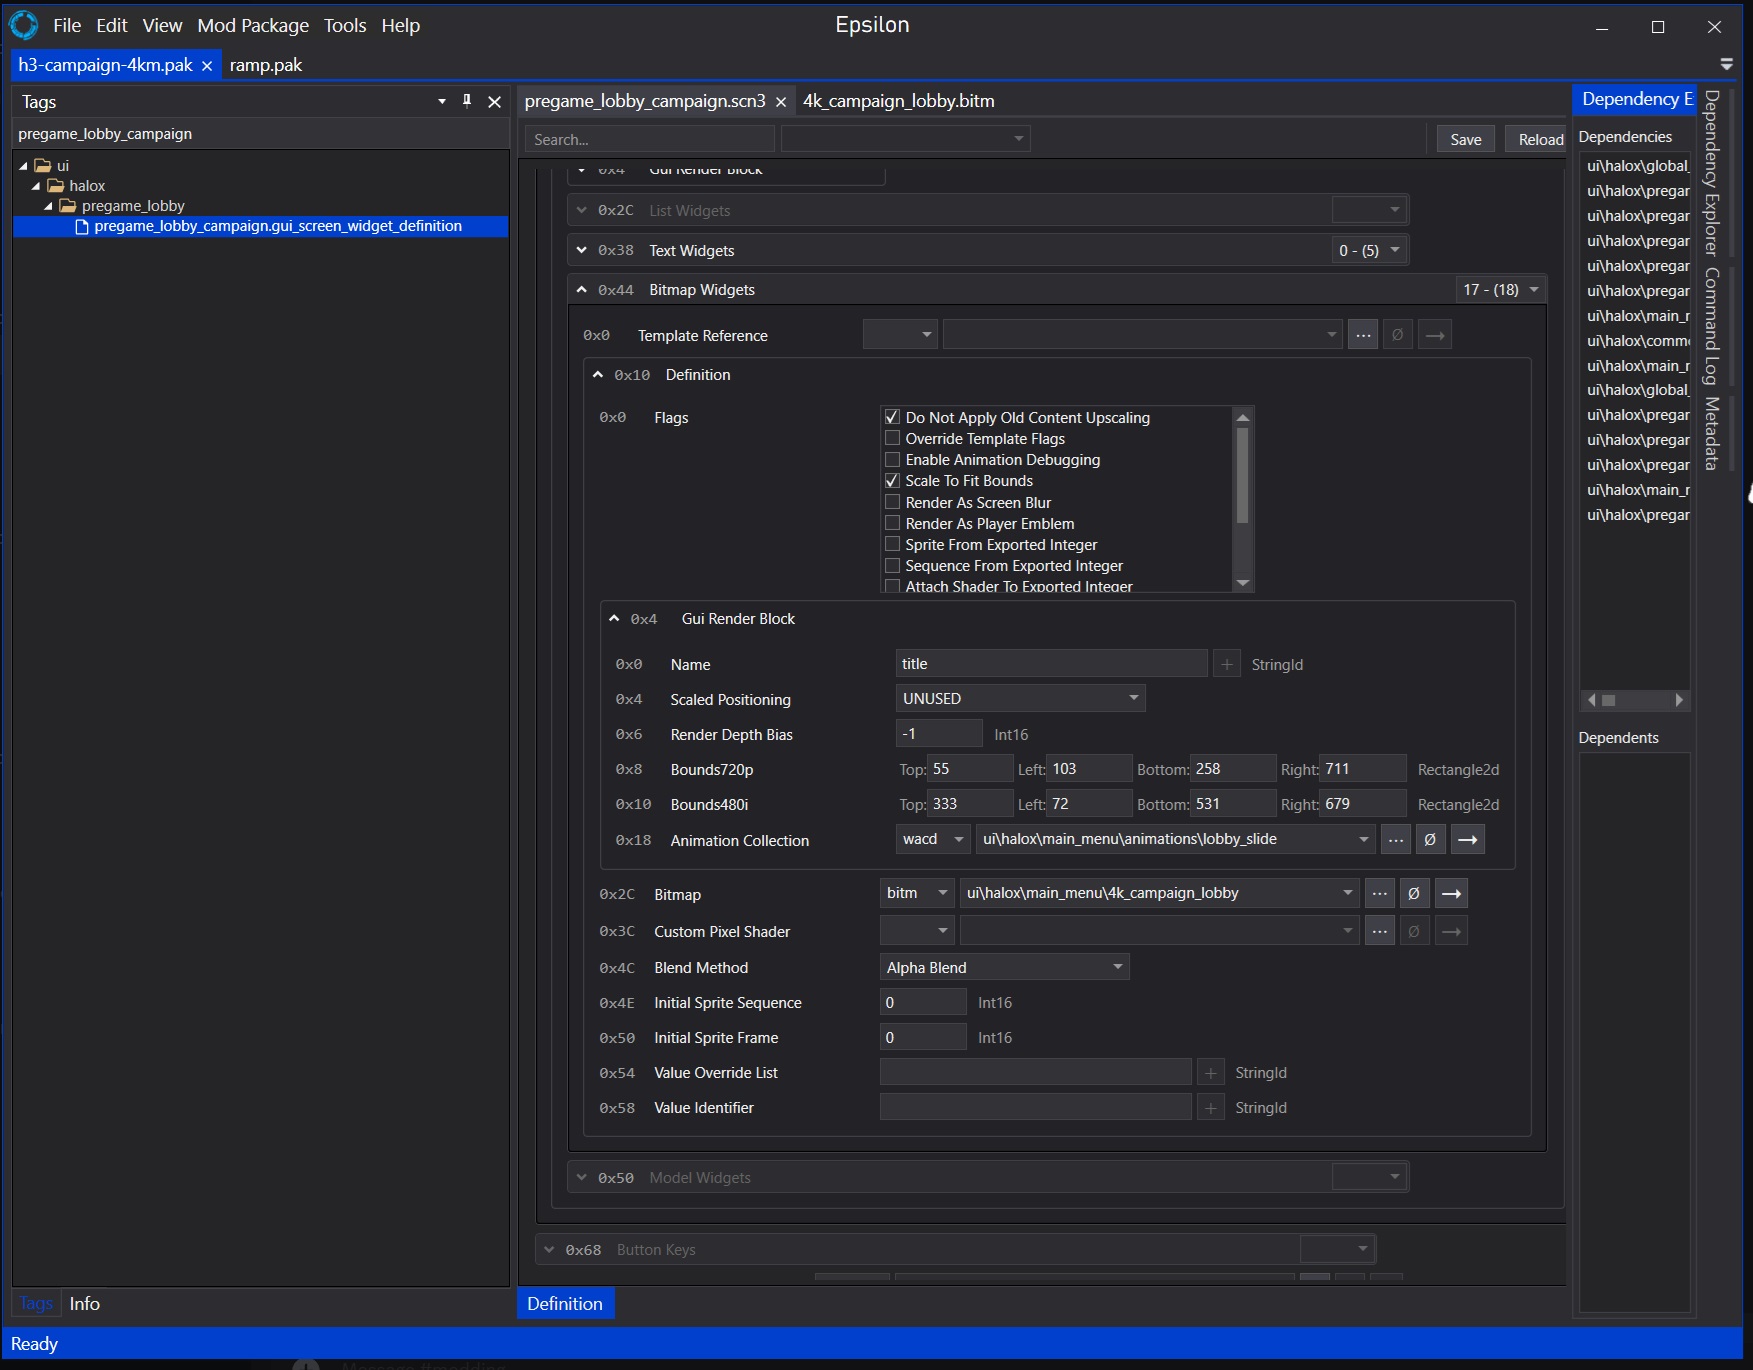 File Edit View Mod Package Tools Help
Epsilon
h3-campaign-4km.pak
ramp.pak
Tags
pregame_lobby_campaign
ui
halox
pregame_lobby
pregame_lobby_campaign.gui_screen_widget_definition
Tags Info
pregame_lobby_campaign.scn3
4k_campaign_lobby.bitm
Search...
Save
Reload
0x4 Gui Render Block
0x2C List Widgets
0x38 Text Widgets 0 - (5)
0x44 Bitmap Widgets 17 - (18)
0x0 Template Reference ... Ø →
0x10 Definition
0x0 Flags
Do Not Apply Old Content Upscaling
Override Template Flags
Enable Animation Debugging
Scale To Fit Bounds
Render As Screen Blur
Render As Player Emblem
Sprite From Exported Integer
Sequence From Exported Integer
Attach Shader To Exported Integer
0x4 Gui Render Block
0x0 Name title + StringId
0x4 Scaled Positioning UNUSED
0x6 Render Depth Bias -1 Int16
0x8 Bounds720p Top: 55 Left: 103 Bottom: 258 Right: 711 Rectangle2d
0x10 Bounds480i Top: 333 Left: 72 Bottom: 531 Right: 679 Rectangle2d
0x18 Animation Collection wacd ui\halox\main_menu\animations\lobby_slide ... Ø →
0x2C Bitmap bitm ui\halox\main_menu\4k_campaign_lobby ... Ø →
0x3C Custom Pixel Shader ... Ø →
0x4C Blend Method Alpha Blend
0x4E Initial Sprite Sequence 0 Int16
0x50 Initial Sprite Frame 0 Int16
0x54 Value Override List + StringId
0x58 Value Identifier + StringId
0x50 Model Widgets
0x68 Button Keys
Definition
Dependency E
Dependencies
ui\halox\global_
ui\halox\pregar
ui\halox\pregar
ui\halox\pregar
ui\halox\pregar
ui\halox\pregar
ui\halox\main_r
ui\halox\comm
ui\halox\main_r
ui\halox\global_
ui\halox\pregar
ui\halox\pregar
ui\halox\pregar
ui\halox\main_r
ui\halox\pregar
Dependents
Dependency Explorer
Command Log
Metadata
Ready